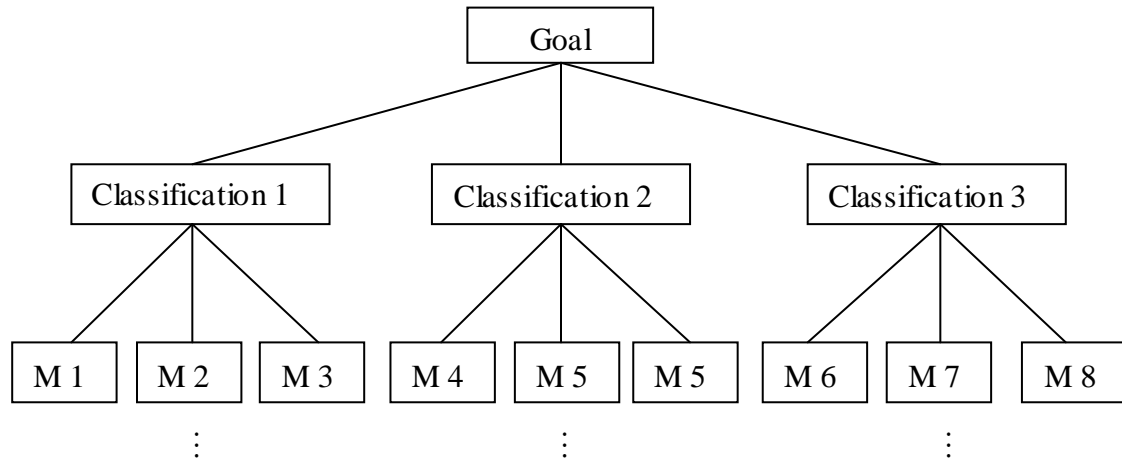 Goal
Classification 1
Classification 2
Classification 3
M 1
M 2
M 3
M 4
M 5
M 5
M 6
M 7
M 8